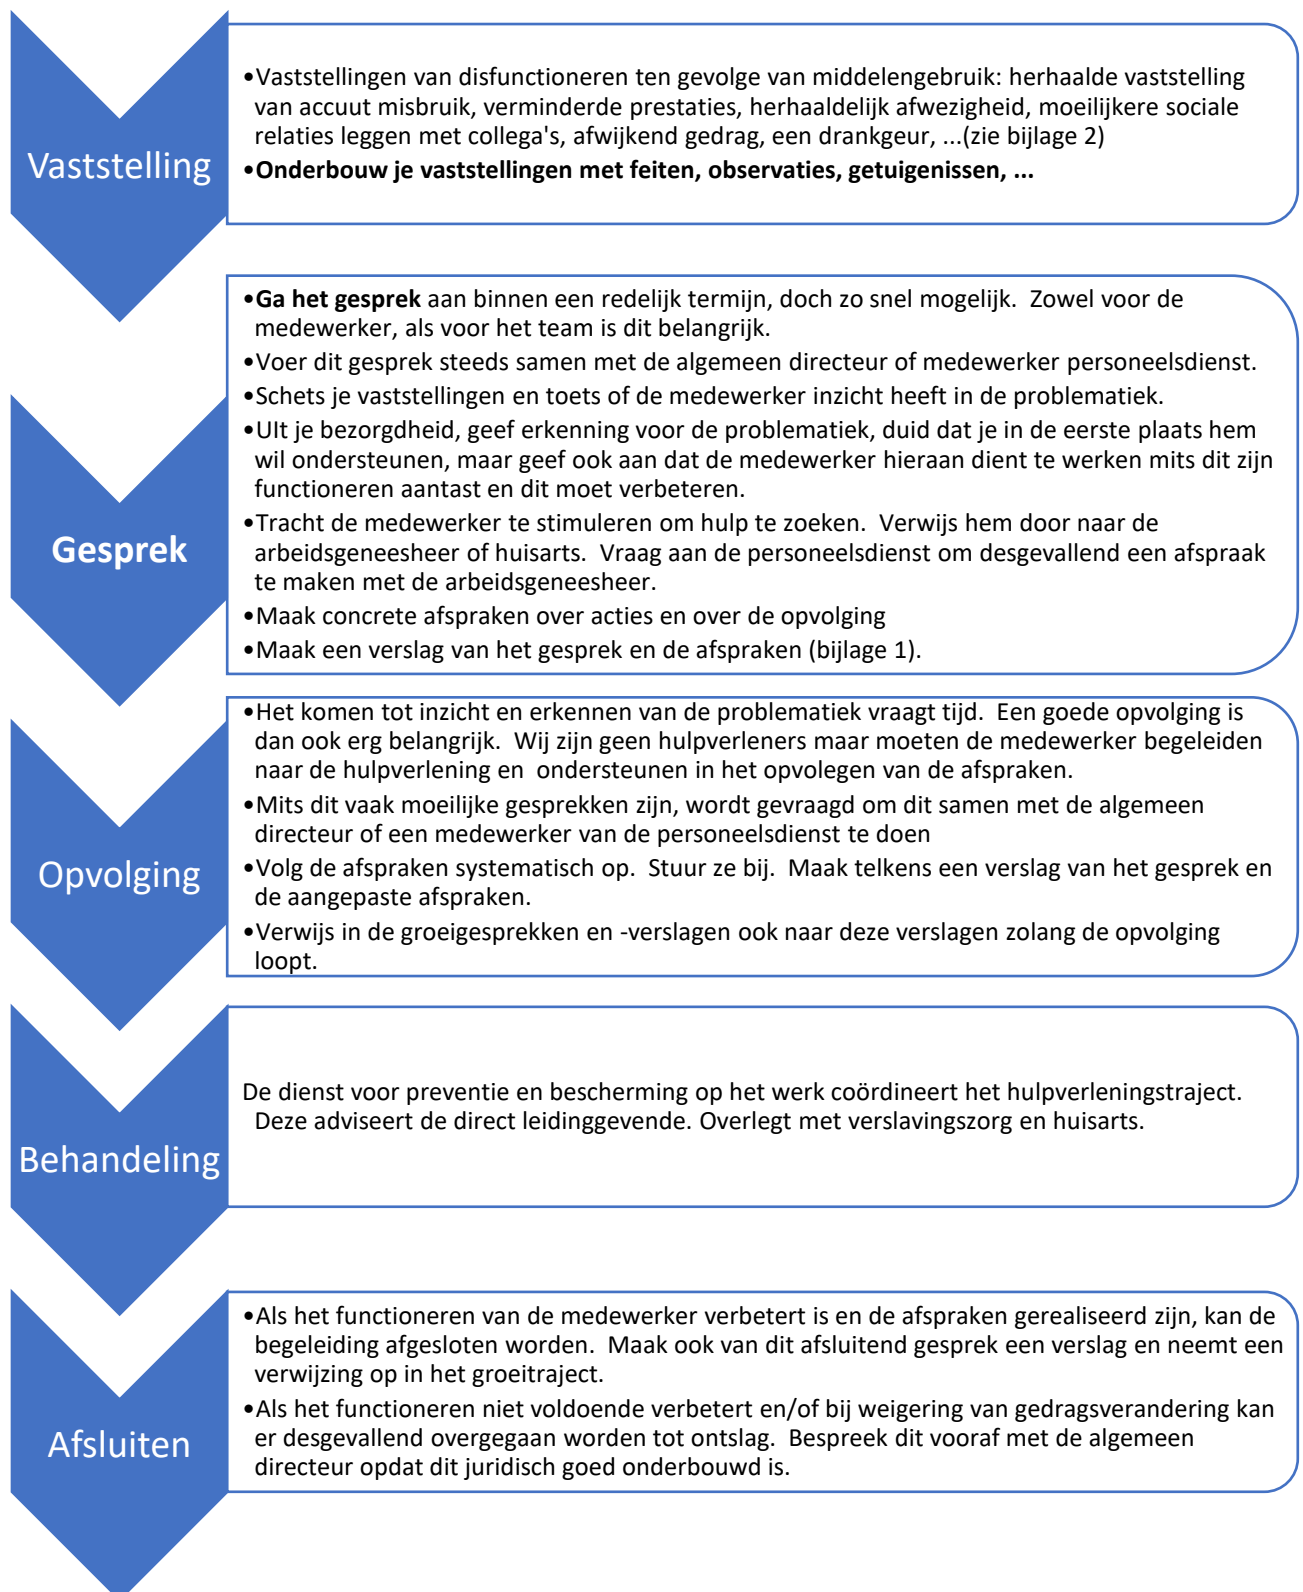 Vaststelling
•Vaststellingen van disfunctioneren ten gevolge van middelengebruik: herhaalde vaststelling
van accuut misbruik, verminderde prestaties, herhaaldelijk afwezigheid, moeilijkere sociale
relaties leggen met collega's, afwijkend gedrag, een drankgeur, ...(zie bijlage 2)
•Onderbouw je vaststellingen met feiten, observaties, getuigenissen, ...
Gesprek
•Ga het gesprek aan binnen een redelijk termijn, doch zo snel mogelijk.  Zowel voor de
medewerker, als voor het team is dit belangrijk.
•Voer dit gesprek steeds samen met de algemeen directeur of medewerker personeelsdienst.
•Schets je vaststellingen en toets of de medewerker inzicht heeft in de problematiek.
•UIt je bezorgdheid, geef erkenning voor de problematiek, duid dat je in de eerste plaats hem
wil ondersteunen, maar geef ook aan dat de medewerker hieraan dient te werken mits dit zijn
functioneren aantast en dit moet verbeteren.
•Tracht de medewerker te stimuleren om hulp te zoeken.  Verwijs hem door naar de
arbeidsgeneesheer of huisarts.  Vraag aan de personeelsdienst om desgevallend een afspraak
te maken met de arbeidsgeneesheer.
•Maak concrete afspraken over acties en over de opvolging
•Maak een verslag van het gesprek en de afspraken (bijlage 1).
Opvolging
•Het komen tot inzicht en erkennen van de problematiek vraagt tijd.  Een goede opvolging is
dan ook erg belangrijk.  Wij zijn geen hulpverleners maar moeten de medewerker begeleiden
naar de hulpverlening en  ondersteunen in het opvolegen van de afspraken.
•Mits dit vaak moeilijke gesprekken zijn, wordt gevraagd om dit samen met de algemeen
directeur of een medewerker van de personeelsdienst te doen
•Volg de afspraken systematisch op.  Stuur ze bij.  Maak telkens een verslag van het gesprek en
de aangepaste afspraken.
•Verwijs in de groeigesprekken en -verslagen ook naar deze verslagen zolang de opvolging
loopt.
Behandeling
De dienst voor preventie en bescherming op het werk coördineert het hulpverleningstraject.
Deze adviseert de direct leidinggevende. Overlegt met verslavingszorg en huisarts.
Afsluiten
•Als het functioneren van de medewerker verbetert is en de afspraken gerealiseerd zijn, kan de
begeleiding afgesloten worden.  Maak ook van dit afsluitend gesprek een verslag en neemt een
verwijzing op in het groeitraject.
•Als het functioneren niet voldoende verbetert en/of bij weigering van gedragsverandering kan
er desgevallend overgegaan worden tot ontslag.  Bespreek dit vooraf met de algemeen
directeur opdat dit juridisch goed onderbouwd is.